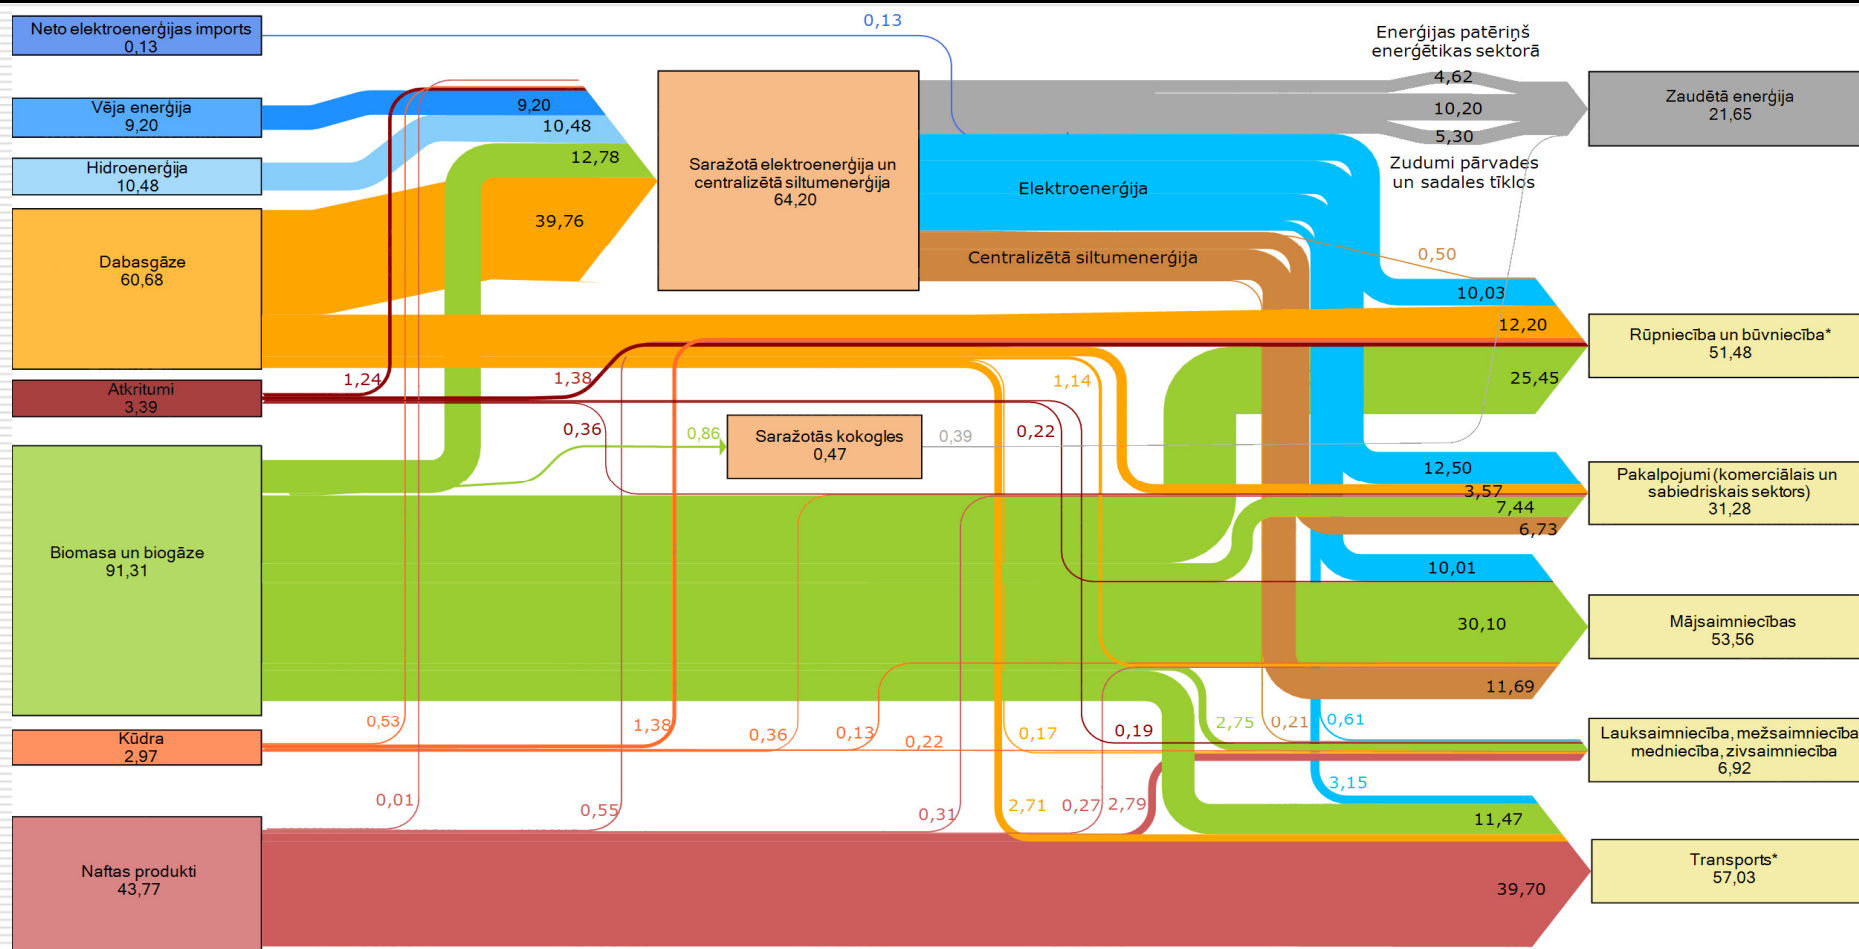 Neto elektroenerģijas imports
0,13
0,13
Vēja enerģija
9,20
Hidroenerģija
10,48
Dabasgāze
60,68
Atkritumi
3,39
Biomasa un biogāze
91,31
Kūdra
2,97
Naftas produkti
43,77
9,20
10,48
12,78
39,76
1,24
1,38
0,36
0,86
0,53
0,01
0,55
1,38
Saražotā elektroenerģija un
centralizētā siltumenerģija
64,20
Saražotās kokogles
0,47
0,39
0,22
1,14
Elektroenerģija
Centralizētā siltumenerģija
0,36
0,13
0,22
0,31
0,17
2,71
0,27
2,79
0,19
2,75
0,21
0,61
3,15
Enerģijas patēriņš
enerģētikas sektorā
4,62
10,20
5,30
Zudumi pārvades
un sadales tīklos
0,50
10,03
12,20
25,45
12,50
3,57
7,44
6,73
10,01
30,10
11,69
11,47
39,70
Zaudētā enerģija
21,65
Rūpniecība un būvniecība*
51,48
Pakalpojumi (komerciālais un
sabiedriskais sektors)
31,28
Mājsaimniecības
53,56
Lauksaimniecība, mežsaimniecība
medniecība, zivsaimniecība
6,92
Transports*
57,03